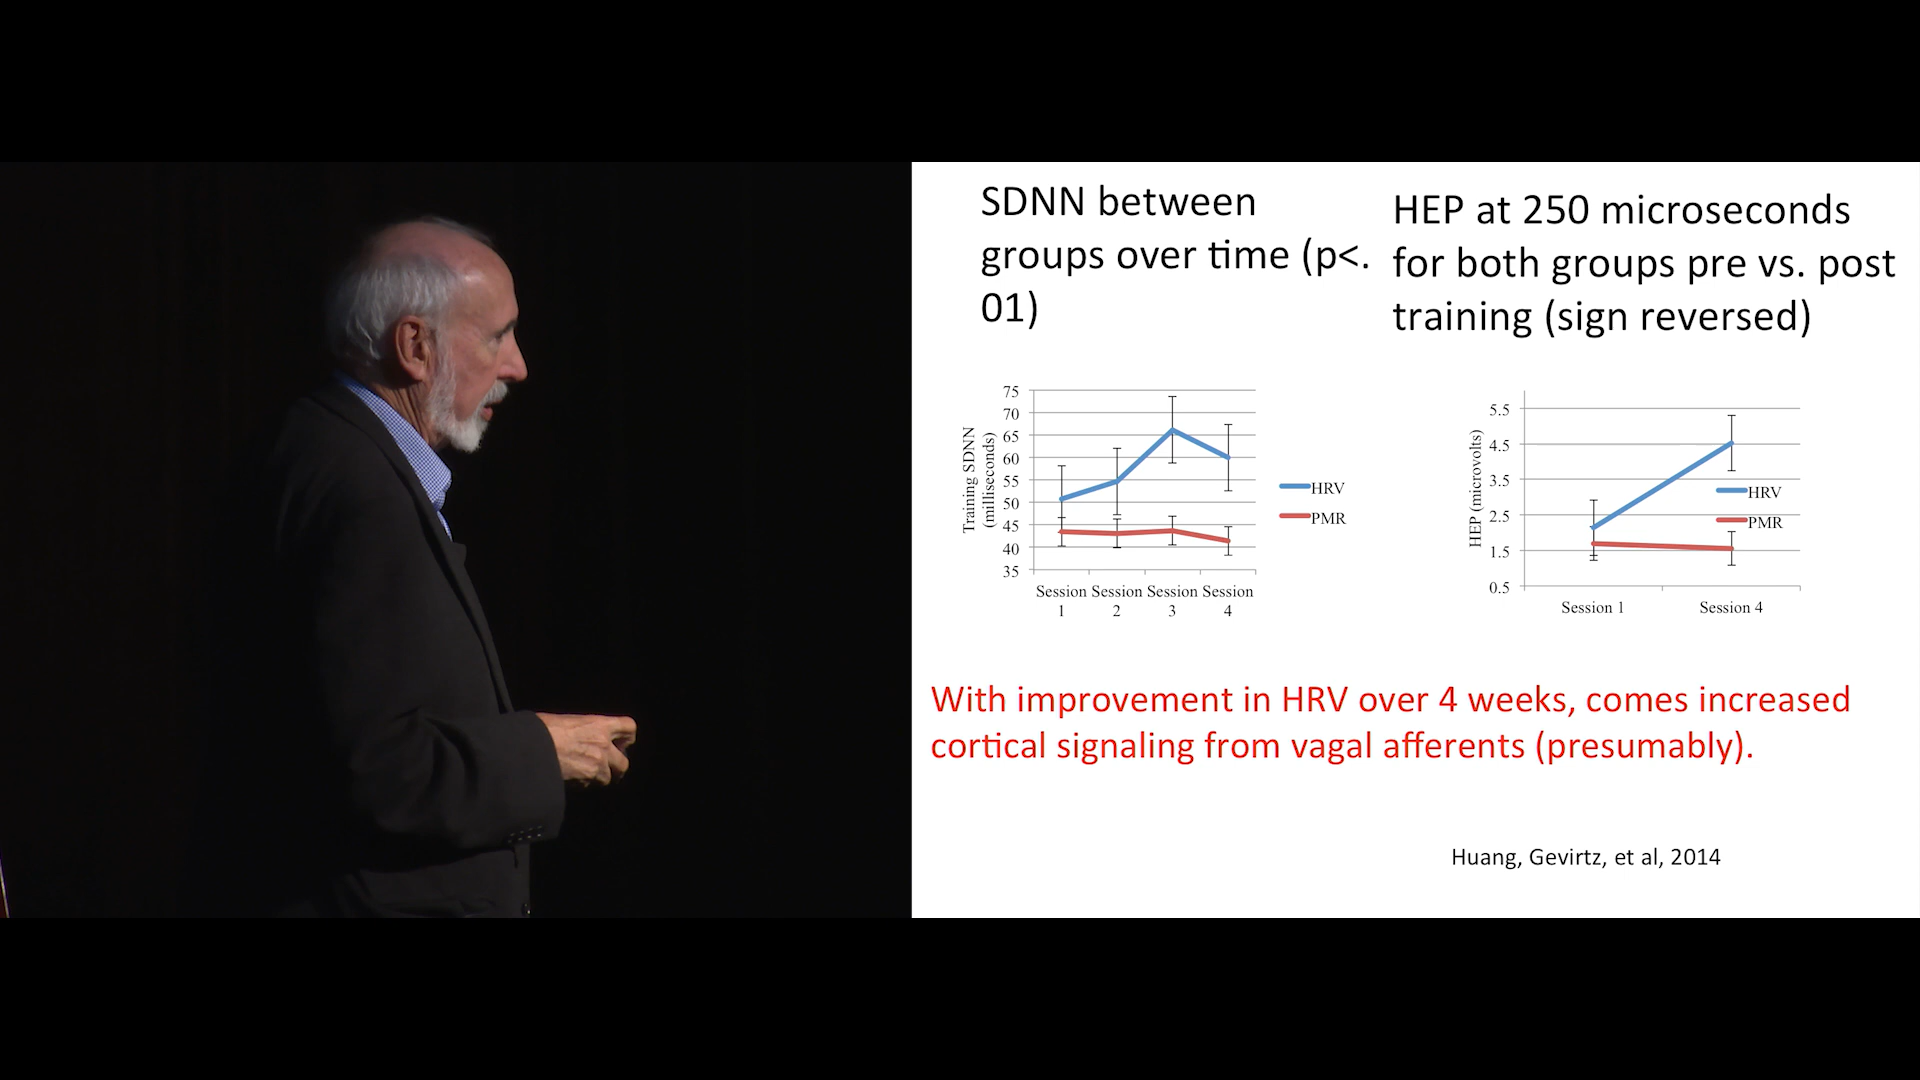 SDNN between
groups over time (p<.
01)
HEP at 250 microseconds
for both groups pre vs. post
training (sign reversed)
Training SDNN
(milliseconds)
75
70
65
60
55
50
45
40
35
Session Session Session Session
1 2 3 4
HRV
PMR
HEP (microvolts)
5.5
4.5
3.5
2.5
1.5
0.5
Session 1 Session 4
HRV
PMR
With improvement in HRV over 4 weeks, comes increased
cortical signaling from vagal afferents (presumably).
Huang, Gevirtz, et al, 2014